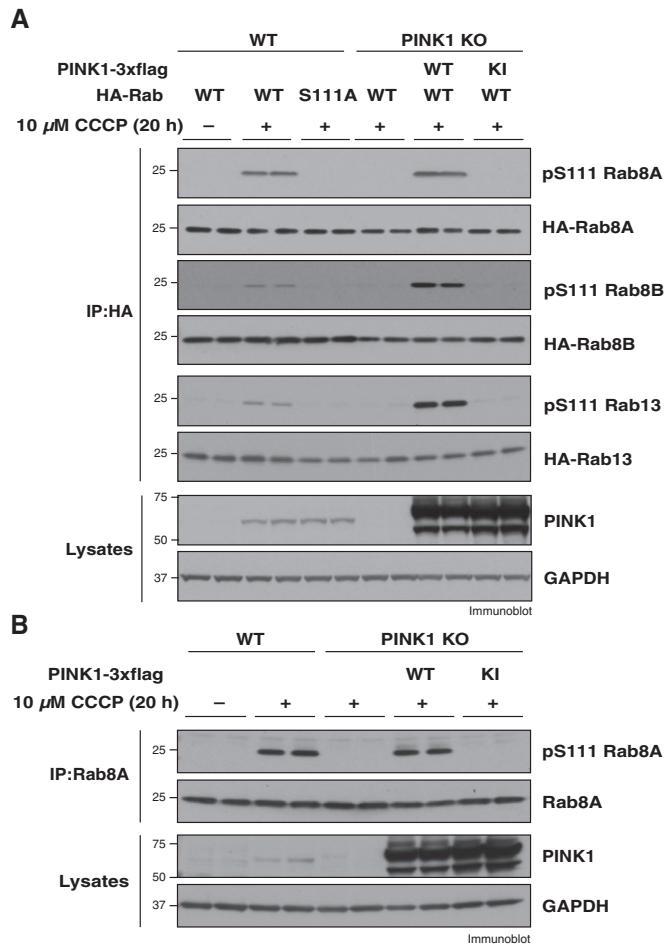 A
WT PINK1 KO
PINK1-3xflag WT KI
HA-Rab WT WT S111A WT WT WT
10 µM CCCP (20 h) – + + + + +
25 pS111 Rab8A
25 HA-Rab8A
25 pS111 Rab8B
IP:HA
25 HA-Rab8B
25 pS111 Rab13
25 HA-Rab13
75
PINK1
50
Lysates
37 GAPDH
Immunoblot
B
WT PINK1 KO
PINK1-3xflag WT KI
10 µM CCCP (20 h) – + + + +
25 pS111 Rab8A
IP:Rab8A
25 Rab8A
75
PINK1
50
Lysates
37 GAPDH
Immunoblot